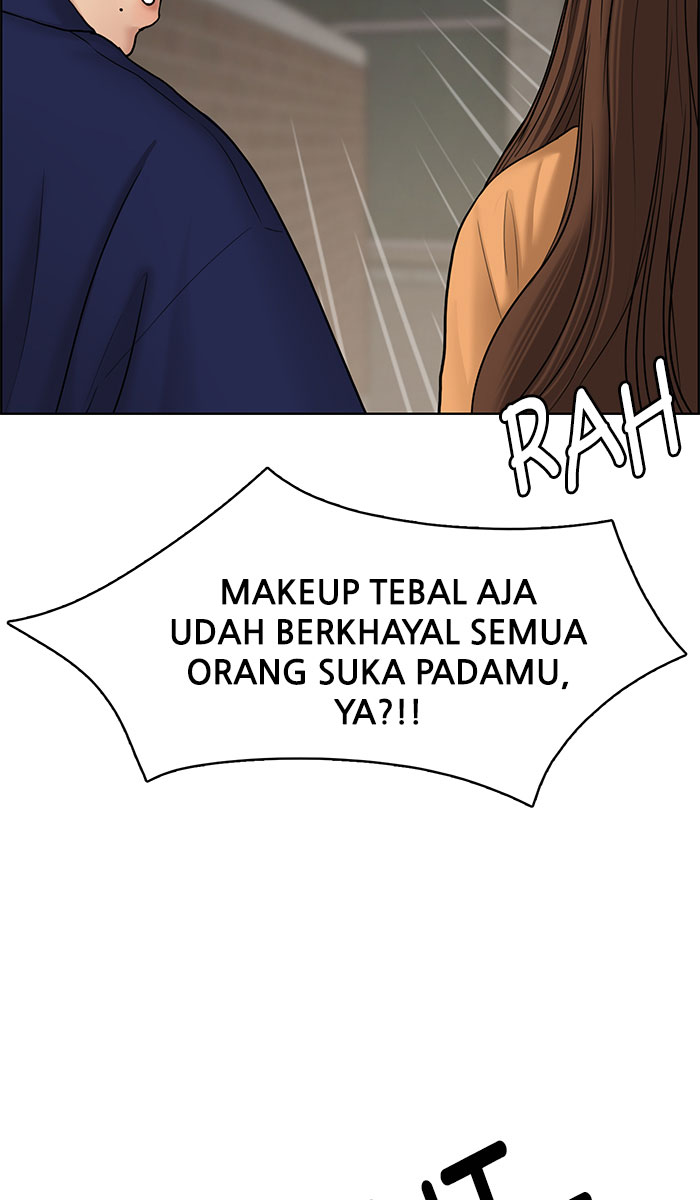 RAH
MAKEUP TEBAL AJA
UDAH BERKHAYAL SEMUA
ORANG SUKA PADAMU,
YA?!!